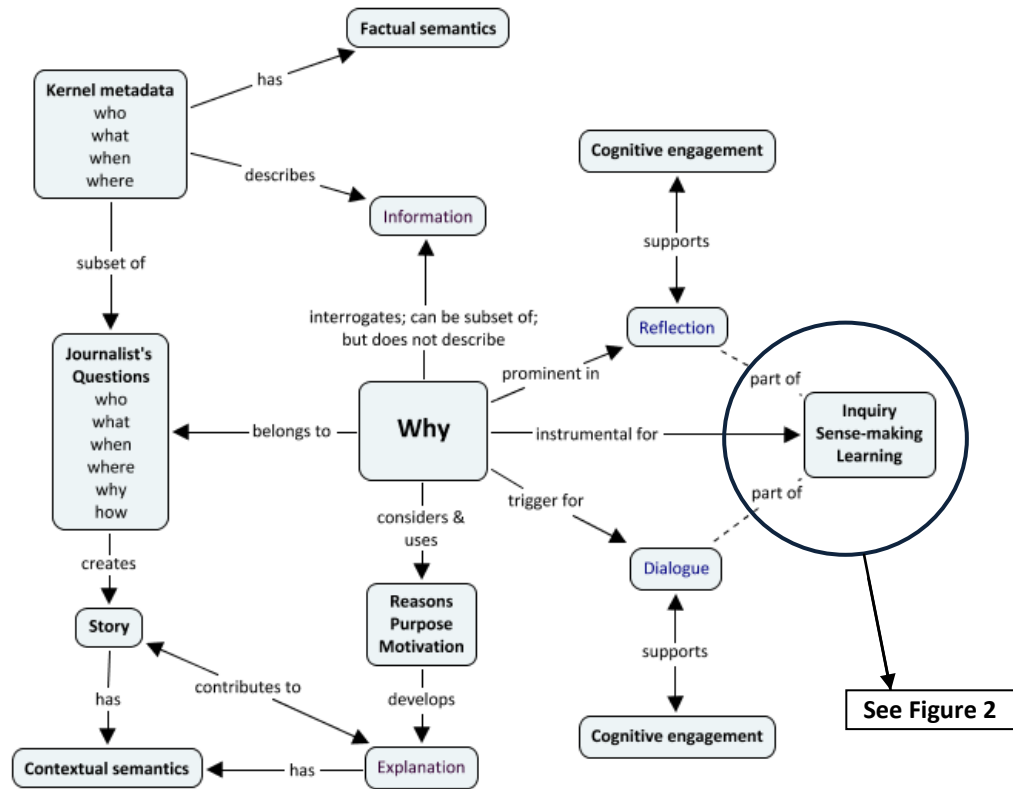 Factual semantics
has
Kernel metadata
who
what
when
where
describes
Information
Cognitive engagement
supports
subset of
interrogates; can be subset of;
but does not describe
Reflection
Journalist's
Questions
who
what
when
where
why
how
prominent in
part of
Why
belongs to
instrumental for
Inquiry
Sense-making
Learning
trigger for
part of
considers &
uses
creates
Dialogue
Story
Reasons
Purpose
Motivation
supports
has
contributes to
develops
See Figure 2
Cognitive engagement
Contextual semantics
has
Explanation